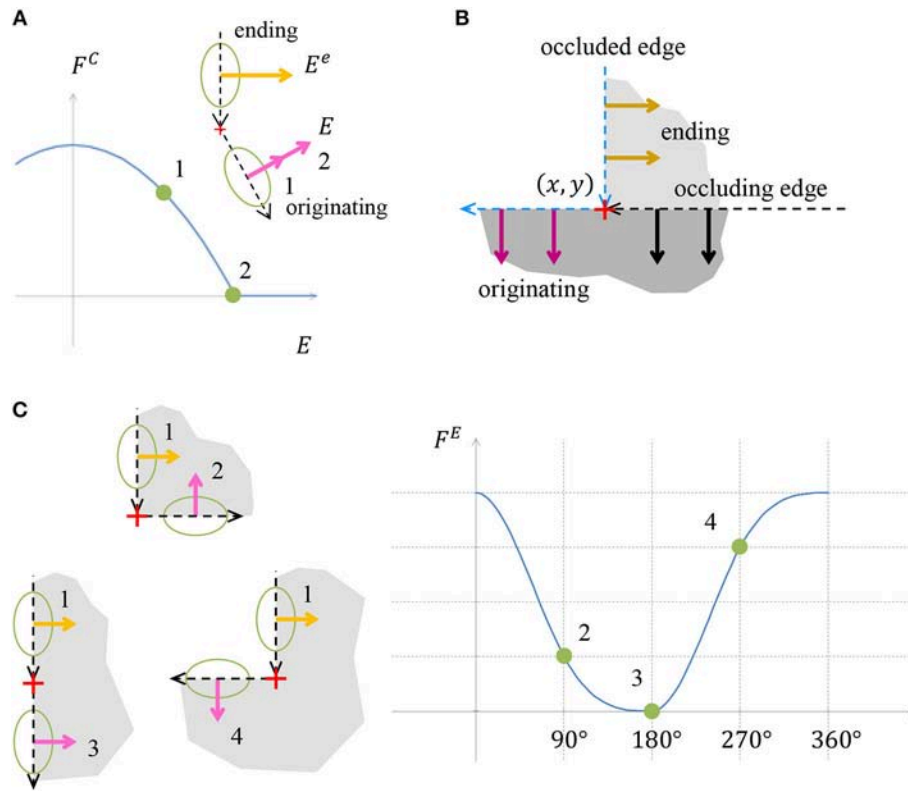 A
ending
F^C
E^e
E
2
1
originating
1
2
E
B
occluded edge
ending
(x, y)
occluding edge
originating
C
1
2
1
3
1
4
F^E
4
2
3
90°
180°
270°
360°